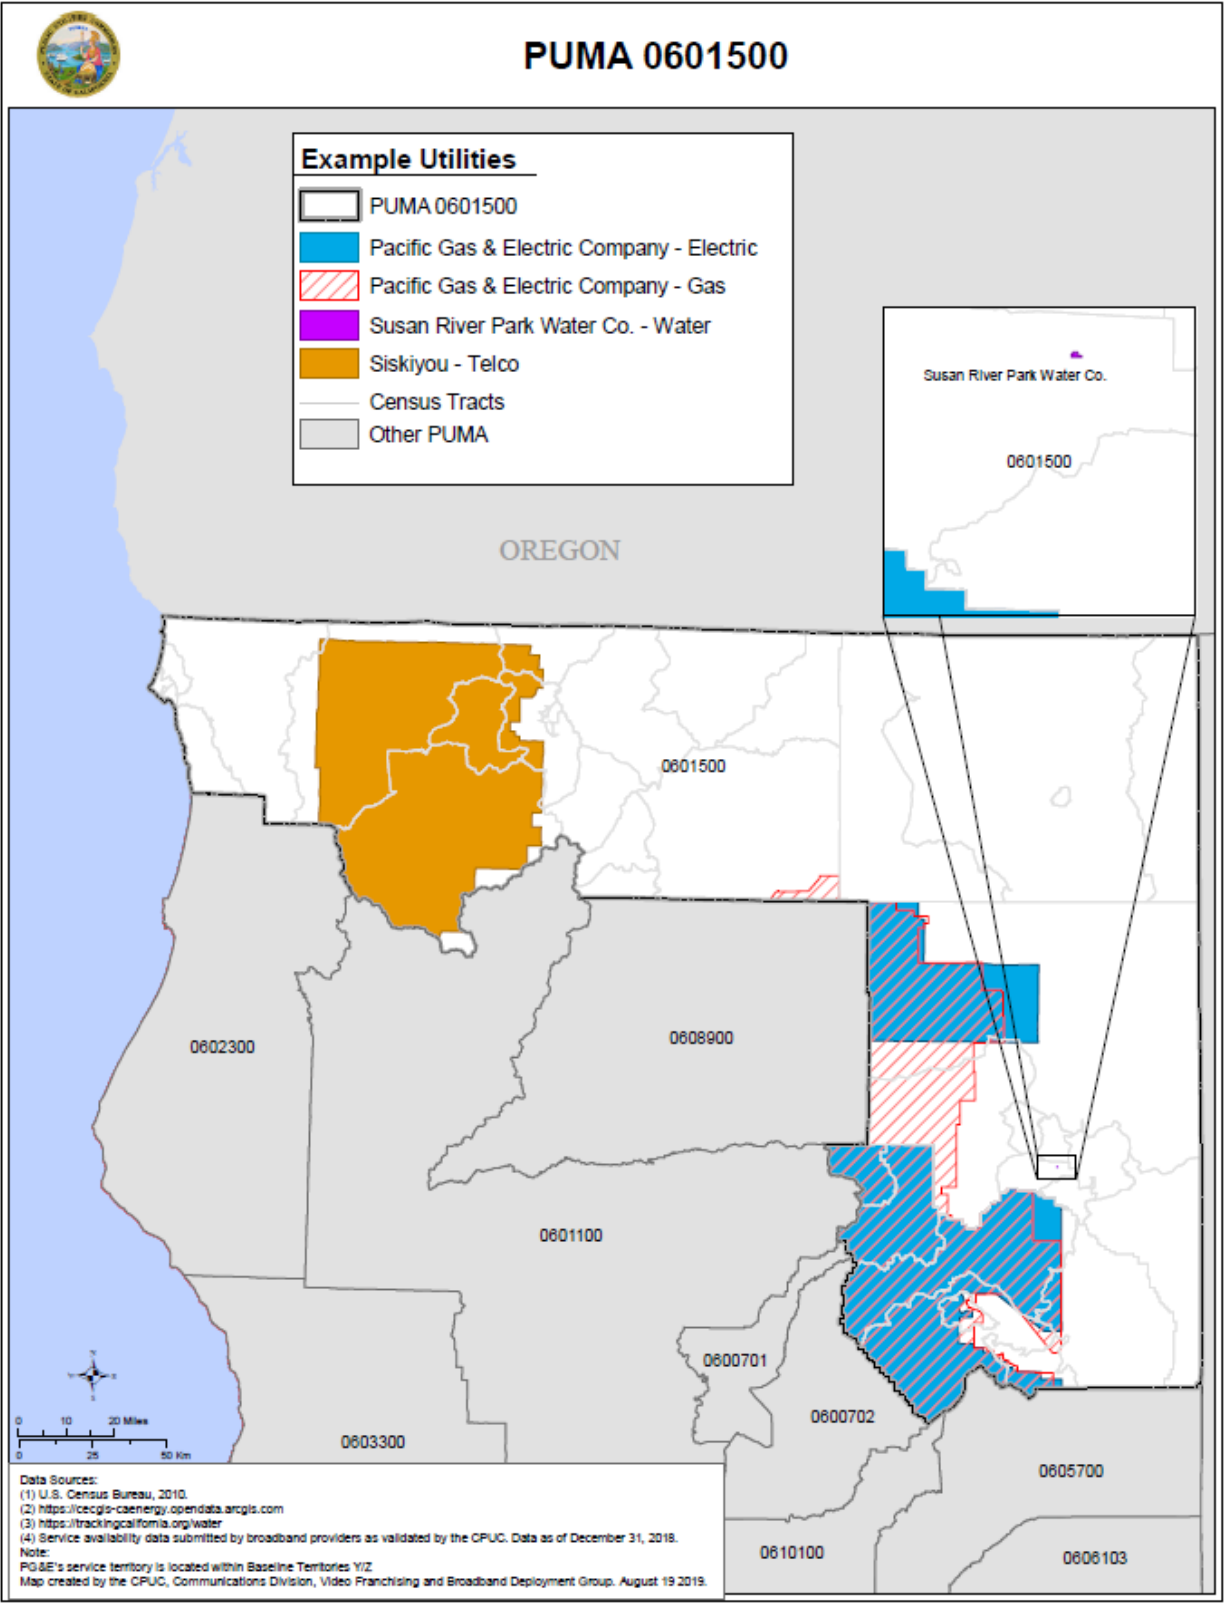 PUMA 0601500
Example Utilities
PUMA 0601500
Pacific Gas & Electric Company - Electric
Pacific Gas & Electric Company - Gas
Susan River Park Water Co. - Water
Siskiyou - Telco
Census Tracts
Other PUMA
Susan River Park Water Co.
0601500
OREGON
0601500
0602300
0608900
0601100
0600701
0600702
0603300
0605700
0610100
0606103
N
S
0 10 20 Miles
0 25 50 Km
Data Sources:
(1) U.S. Census Bureau, 2010.
(2) https://cecgis-caenergy.opendata.arcgis.com
(3) https://trackingcalifornia.org/water
(4) Service availability data submitted by broadband providers as validated by the CPUC. Data as of December 31, 2018.
Note:
PG&E's service territory is located within Baseline Territories Y/Z
Map created by the CPUC, Communications Division, Video Franchising and Broadband Deployment Group. August 19 2019.